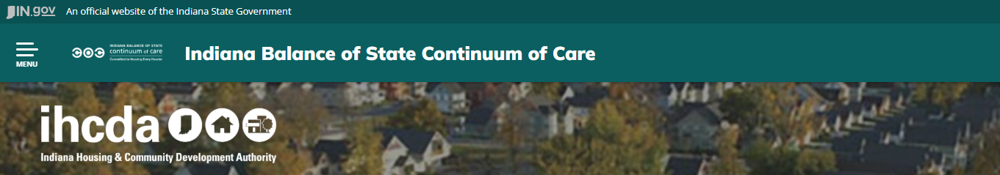 IN.gov An official website of the Indiana State Government
MENU
coc
INDIANA BALANCE OF STATE
continuum of care
Committed to Housing Every Hoosier
Indiana Balance of State Continuum of Care
ihcda
Indiana Housing & Community Development Authority